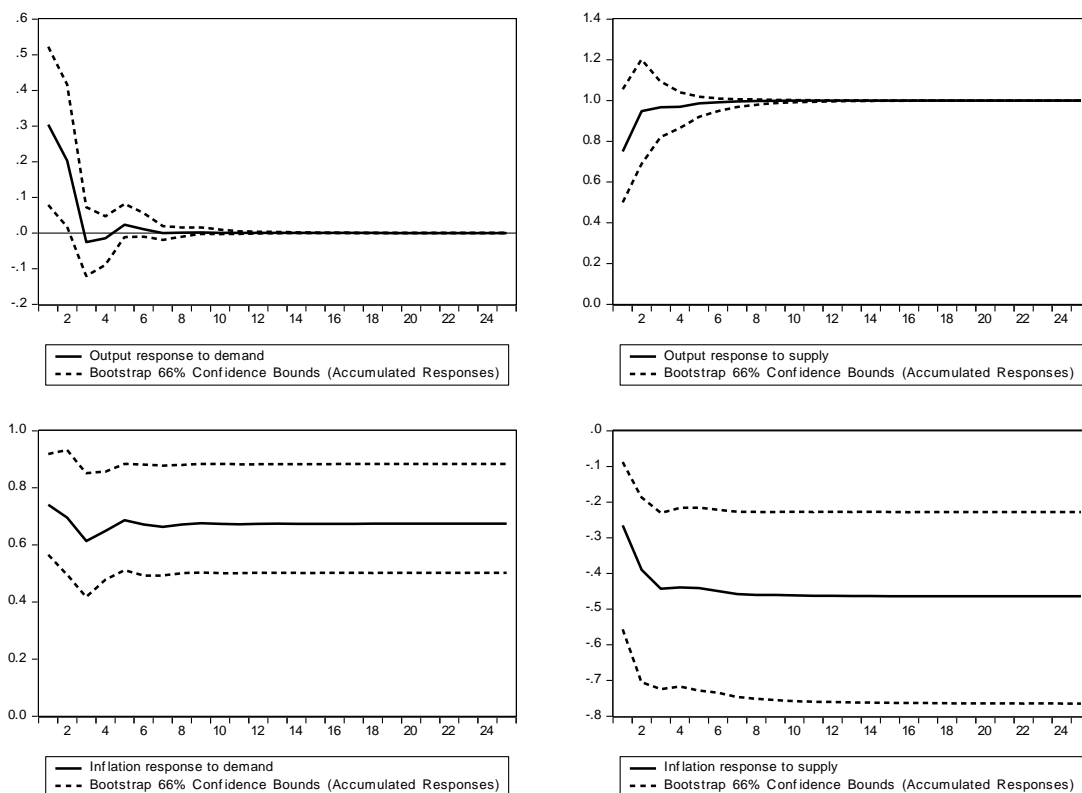 .6
.5
.4
.3
.2
.1
.0
-.1
-.2
2 4 6 8 10 12 14 16 18 20 22 24
Output response to demand
Bootstrap 66% Confidence Bounds (Accumulated Responses)
1.4
1.2
1.0
0.8
0.6
0.4
0.2
0.0
2 4 6 8 10 12 14 16 18 20 22 24
Output response to supply
Bootstrap 66% Confidence Bounds (Accumulated Responses)
1.0
0.8
0.6
0.4
0.2
0.0
2 4 6 8 10 12 14 16 18 20 22 24
Inflation response to demand
Bootstrap 66% Confidence Bounds (Accumulated Responses)
.0
-.1
-.2
-.3
-.4
-.5
-.6
-.7
-.8
2 4 6 8 10 12 14 16 18 20 22 24
Inflation response to supply
Bootstrap 66% Confidence Bounds (Accumulated Responses)